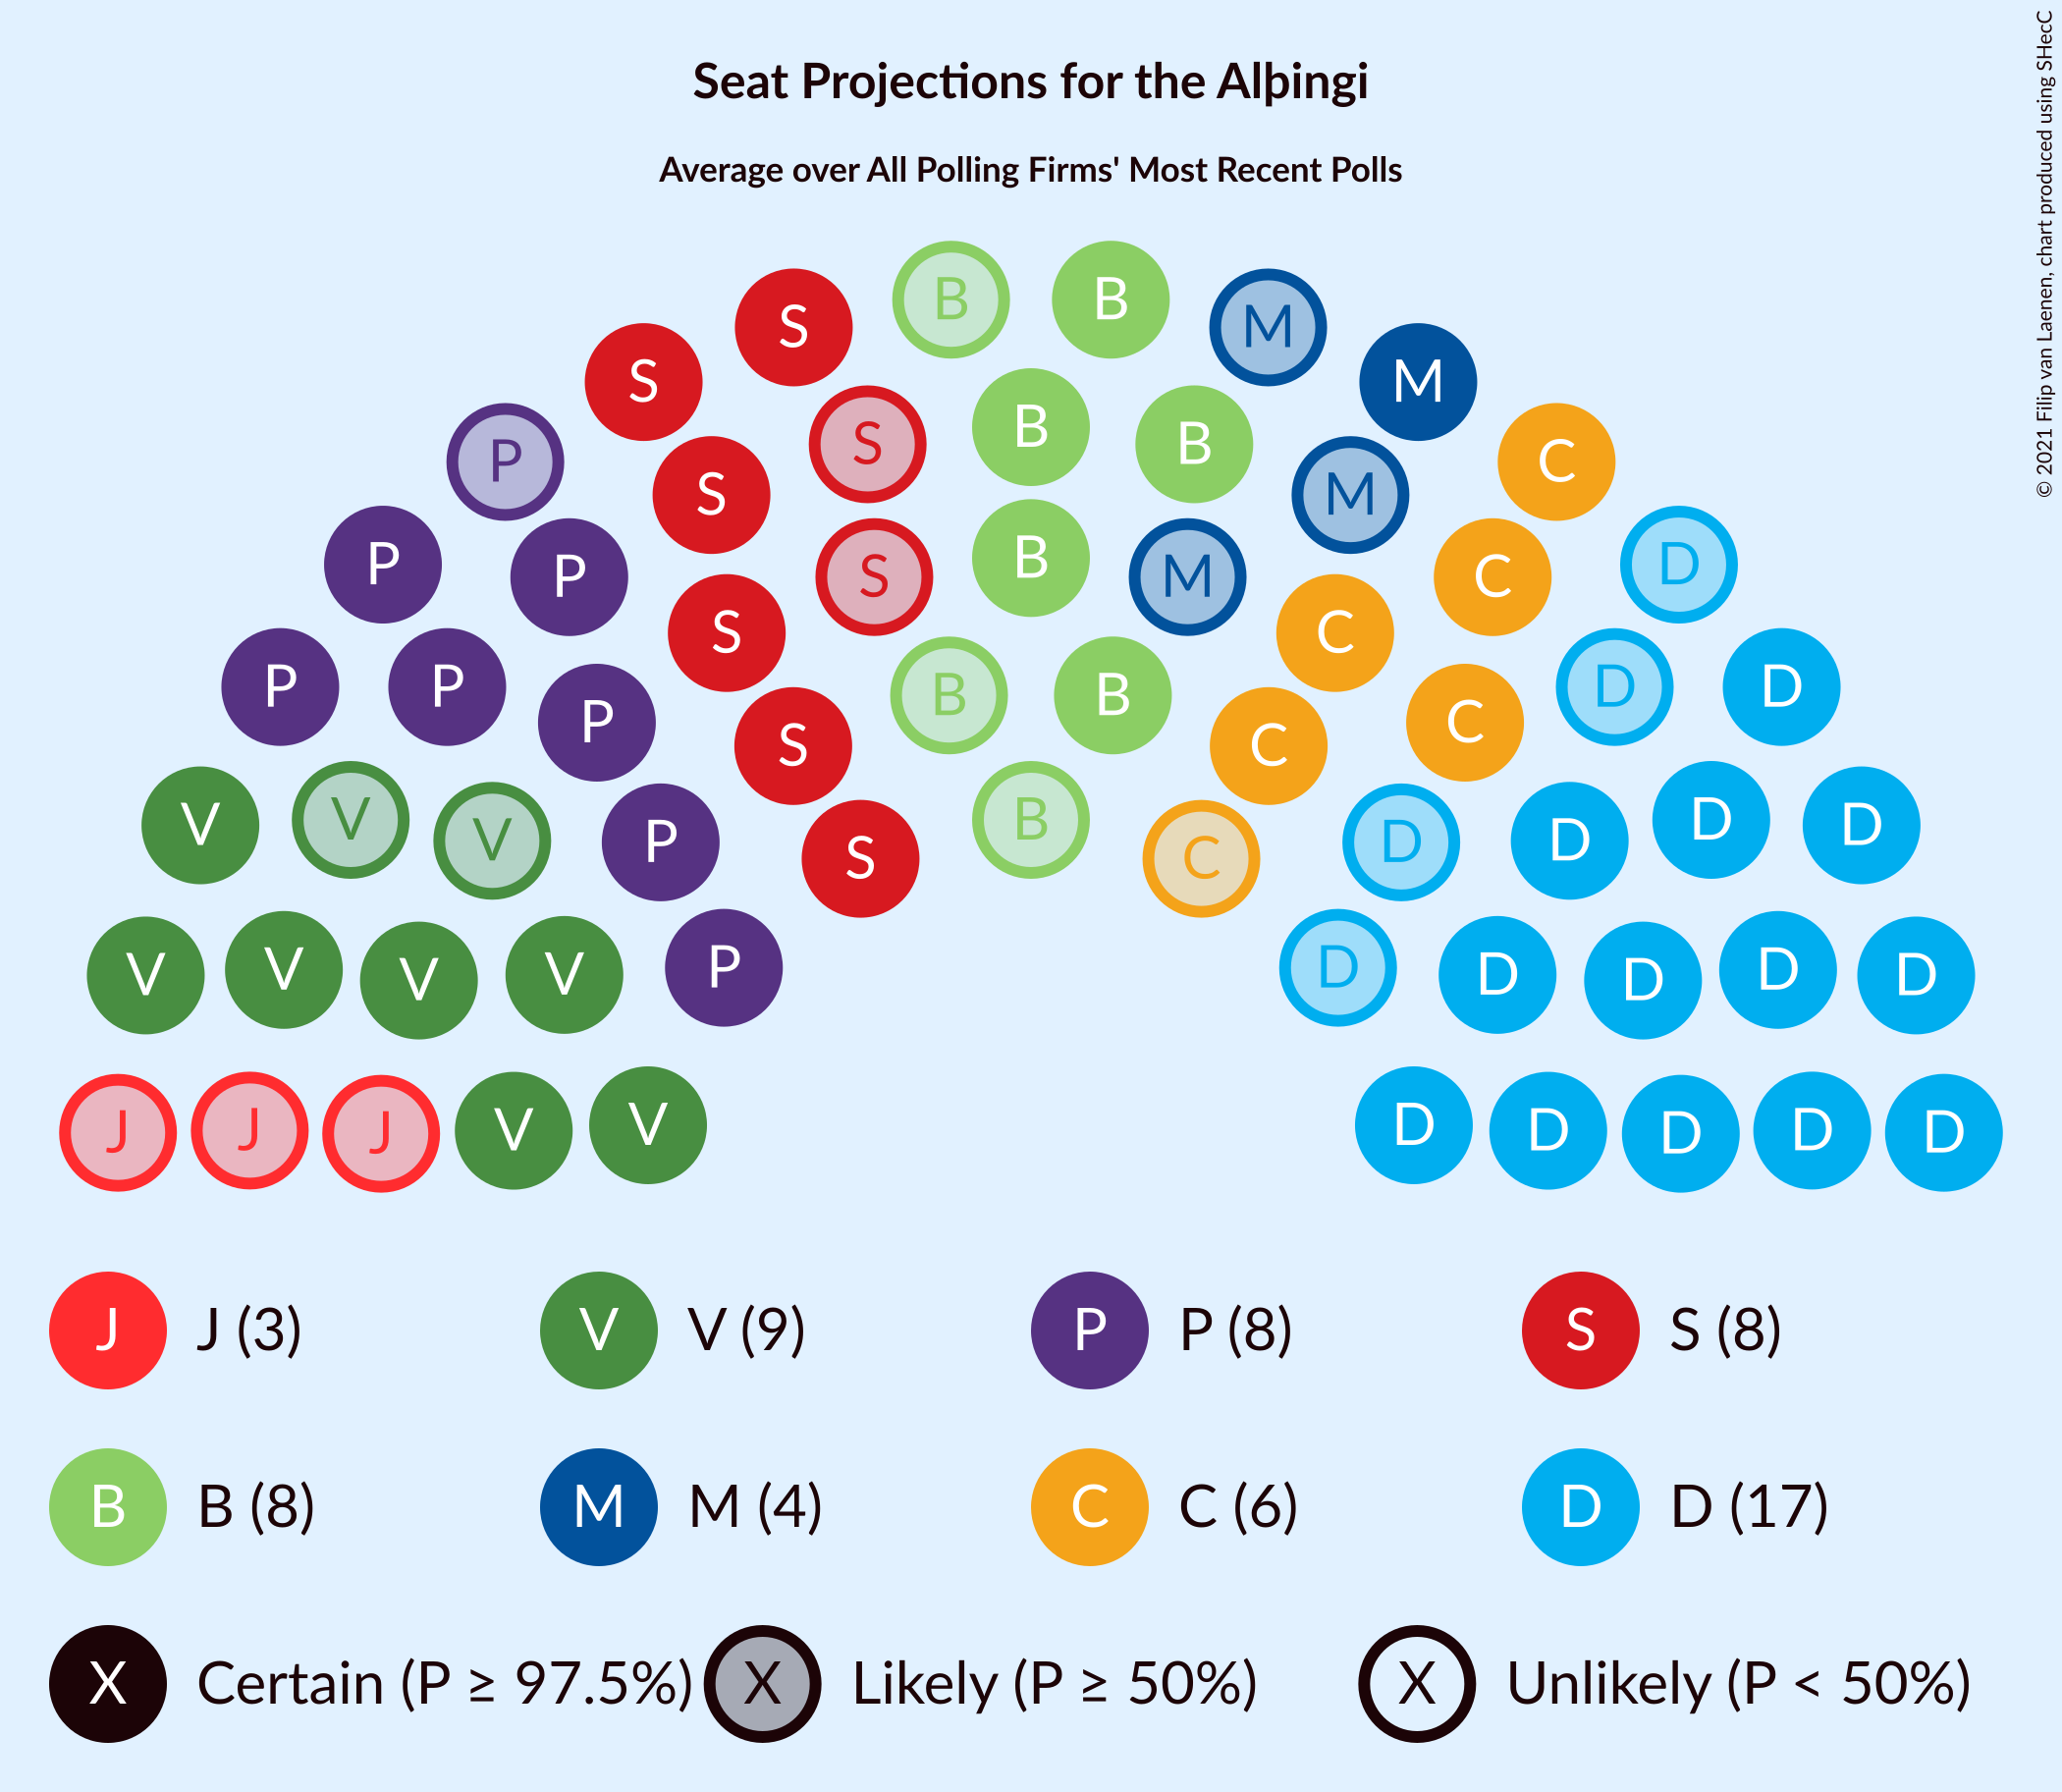 Seat Projections for the Alþingi
Average over All Polling Firms' Most Recent Polls
© 2021 Filip van Laenen, chart produced using SHecC
S B B M
S M
P S B B C
S M
P P S B M C C D
S
P P P B B C D D
S C
V V V P B D D D D
S C
V V V V P D D D D D
J J J V V D D D D D
J J (3) V V (9) P P (8) S S (8)
B B (8) M M (4) C C (6) D D (17)
X Certain (P ≥ 97.5%) X Likely (P ≥ 50%) X Unlikely (P < 50%)